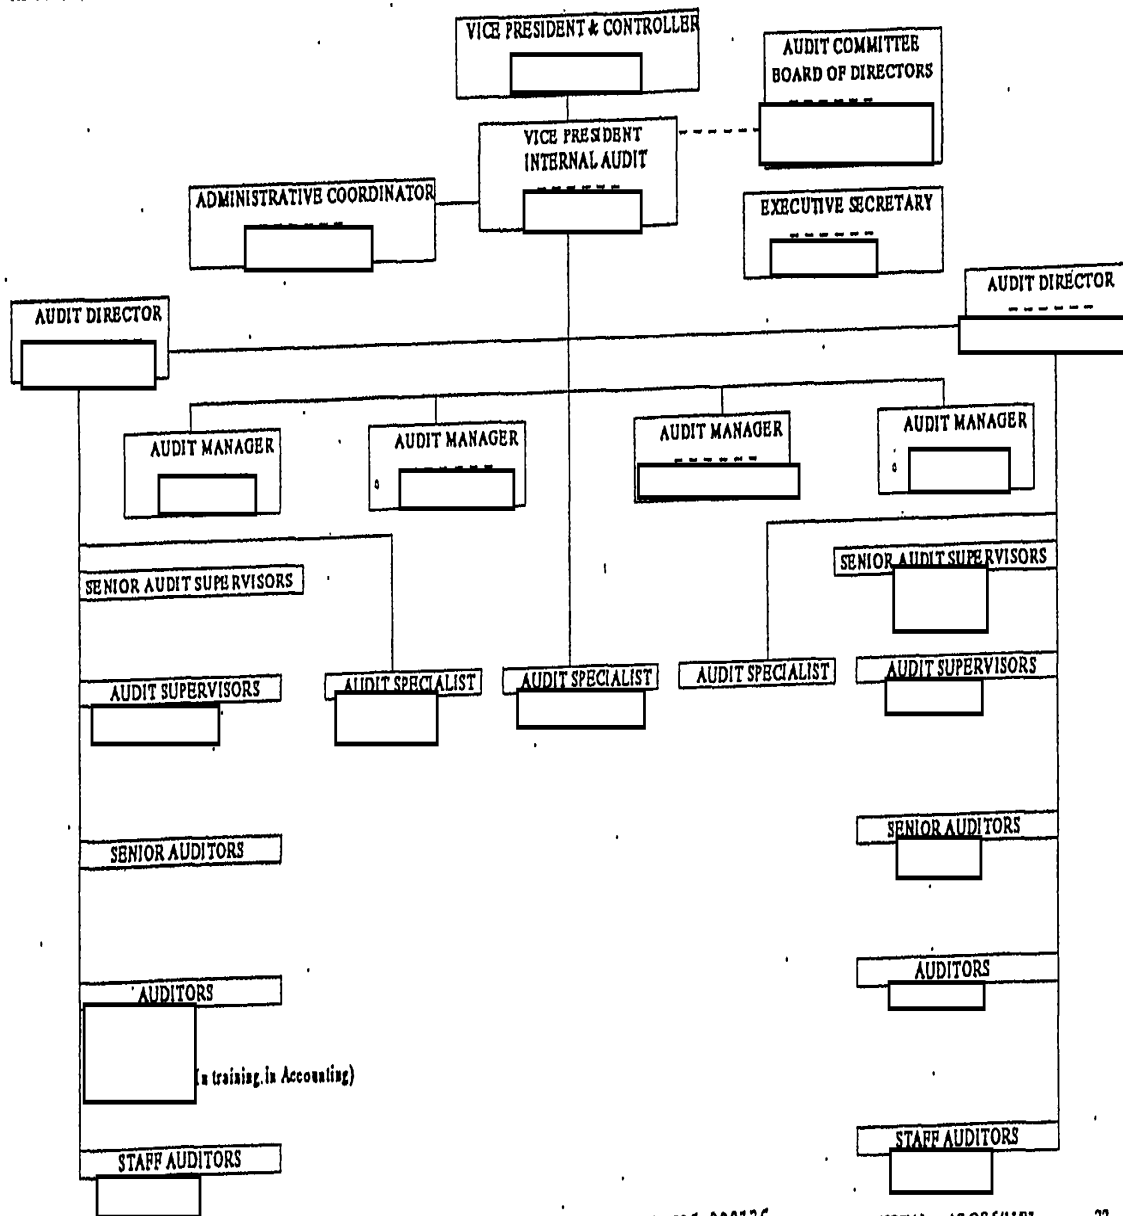 VICE PRESIDENT & CONTROLLER
AUDIT COMMITTEE
BOARD OF DIRECTORS
VICE PRESIDENT
INTERNAL AUDIT
ADMINISTRATIVE COORDINATOR
EXECUTIVE SECRETARY
AUDIT DIRECTOR
AUDIT DIRECTOR
AUDIT MANAGER
AUDIT MANAGER
AUDIT MANAGER
AUDIT MANAGER
SENIOR AUDIT SUPERVISORS
SENIOR AUDIT SUPERVISORS
AUDIT SUPERVISORS
AUDIT SPECIALIST
AUDIT SPECIALIST
AUDIT SPECIALIST
AUDIT SUPERVISORS
SENIOR AUDITORS
SENIOR AUDITORS
AUDITORS
AUDITORS
training in Accounting)
STAFF AUDITORS
STAFF AUDITORS